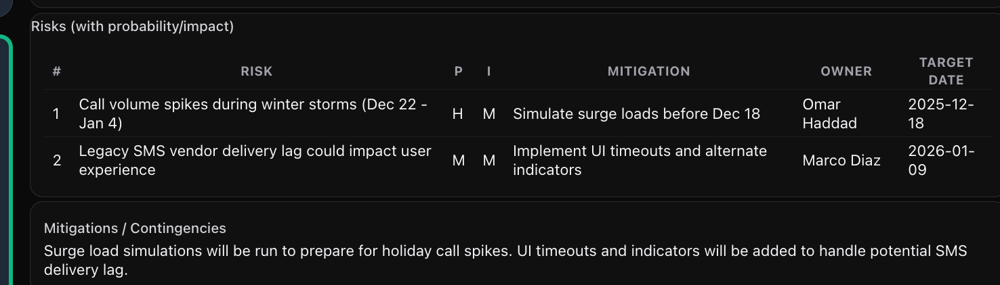 Risks (with probability/impact)
# RISK P I MITIGATION OWNER TARGET DATE
1 Call volume spikes during winter storms (Dec 22 - H M Simulate surge loads before Dec 18 Omar 2025-12-
Jan 4) Haddad 18
2 Legacy SMS vendor delivery lag could impact user M M Implement UI timeouts and alternate Marco Diaz 2026-01-
experience indicators 09
Mitigations / Contingencies
Surge load simulations will be run to prepare for holiday call spikes. UI timeouts and indicators will be added to handle potential SMS
delivery lag.